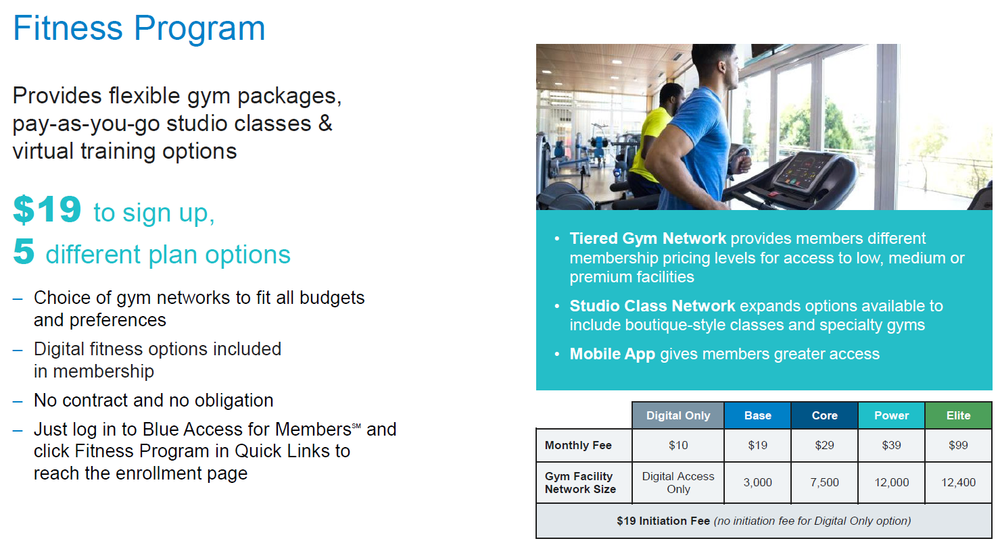 Fitness Program
Provides flexible gym packages,
pay-as-you-go studio classes &
virtual training options
$19 to sign up,
5 different plan options
– Choice of gym networks to fit all budgets
and preferences
– Digital fitness options included
in membership
– No contract and no obligation
– Just log in to Blue Access for Members℠ and
click Fitness Program in Quick Links to
reach the enrollment page
• Tiered Gym Network provides members different
membership pricing levels for access to low, medium or
premium facilities
• Studio Class Network expands options available to
include boutique-style classes and specialty gyms
• Mobile App gives members greater access
Digital Only Base Core Power Elite
Monthly Fee $10 $19 $29 $39 $99
Gym Facility
Network Size
Digital Access
Only
3,000 7,500 12,000 12,400
$19 Initiation Fee (no initiation fee for Digital Only option)